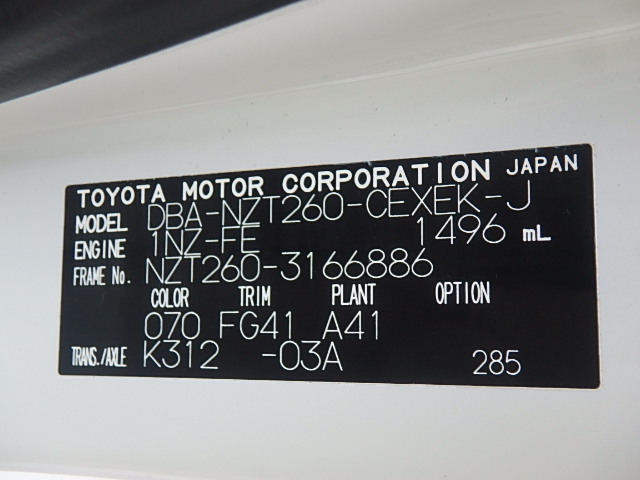 TOYOTA MOTOR CORPORATION JAPAN
MODEL DBA-NZT260-CEXEK-J
ENGINE 1NZ-FE 1496 mL
FRAME No. NZT260-3166886
COLOR TRIM PLANT OPTION
070 FG41 A41
TRANS./AXLE K312 -03A 285